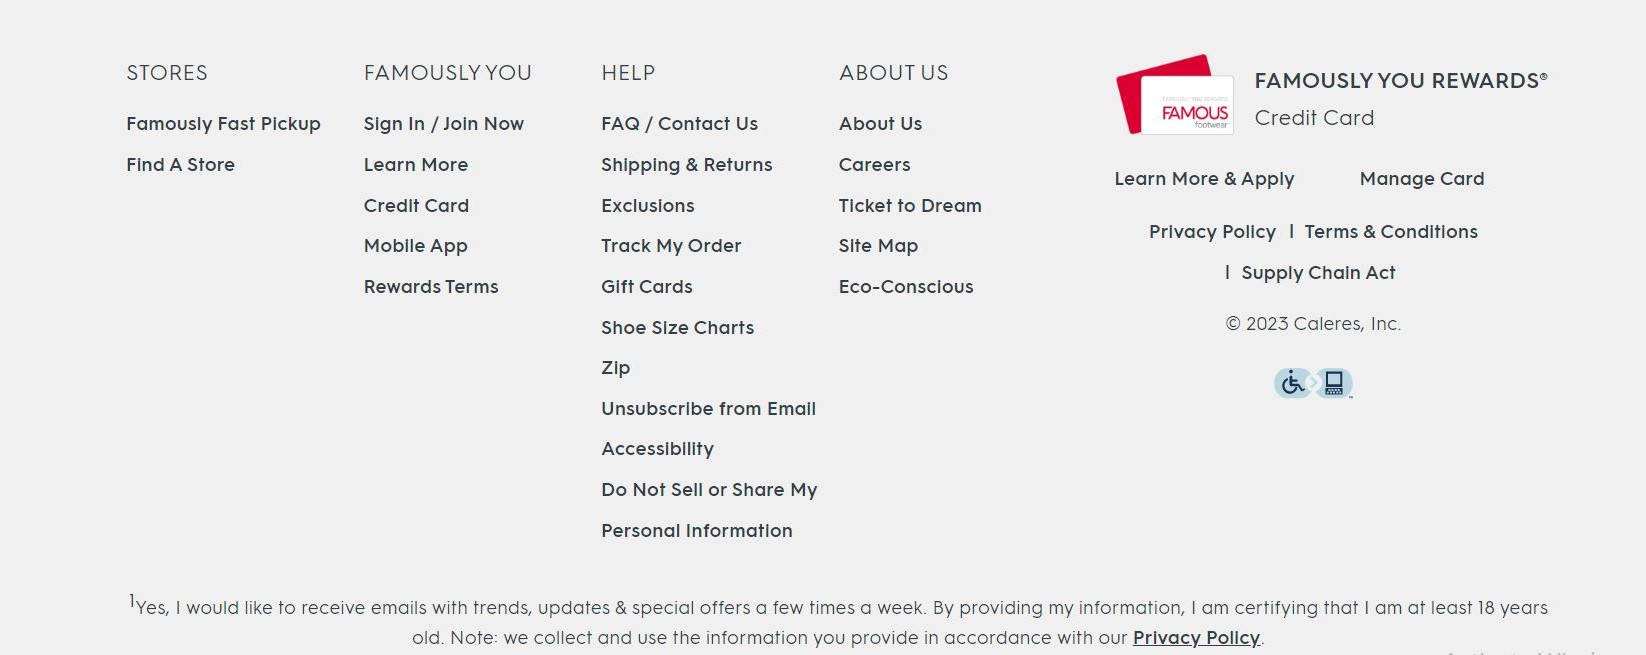 STORES
Famously Fast Pickup
Find A Store
FAMOUSLY YOU
Sign In / Join Now
Learn More
Credit Card
Mobile App
Rewards Terms
HELP
FAQ / Contact Us
Shipping & Returns
Exclusions
Track My Order
Gift Cards
Shoe Size Charts
Zip
Unsubscribe from Email
Accessibility
Do Not Sell or Share My
Personal Information
ABOUT US
About Us
Careers
Ticket to Dream
Site Map
Eco-Conscious
FAMOUSLY YOU REWARDS
FAMOUS
footwear
FAMOUSLY YOU REWARDS®
Credit Card
Learn More & Apply
Manage Card
Privacy Policy | Terms & Conditions
| Supply Chain Act
© 2023 Caleres, Inc.
1Yes, I would like to receive emails with trends, updates & special offers a few times a week. By providing my information, I am certifying that I am at least 18 years
old. Note: we collect and use the information you provide in accordance with our Privacy Policy.